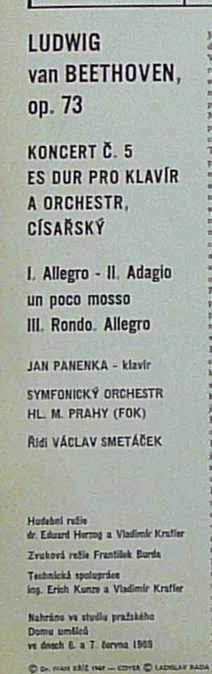 LUDWIG
van BEETHOVEN,
op. 73
KONCERT Č. 5
ES DUR PRO KLAVÍR
A ORCHESTR,
CÍSAŘSKÝ
I. Allegro - II. Adagio
un poco mosso
III. Rondo. Allegro
JAN PANENKA - klavír
SYMFONICKÝ ORCHESTR
HL. M. PRAHY (FOK)
Řídí VÁCLAV SMETÁČEK
Hudební režie
dr. Eduard Herzog a Vladimír Krafler
Zvuková režie František Burda
Technická spolupráce
ing. Erich Kunze a Vladimír Krafler
Nahráno ve studiu pražského
Domu umělců
ve dnech 6. a 7. června 1969
© Dr. IVAN KŘÍŽ — COVER © LADISLAV RADA